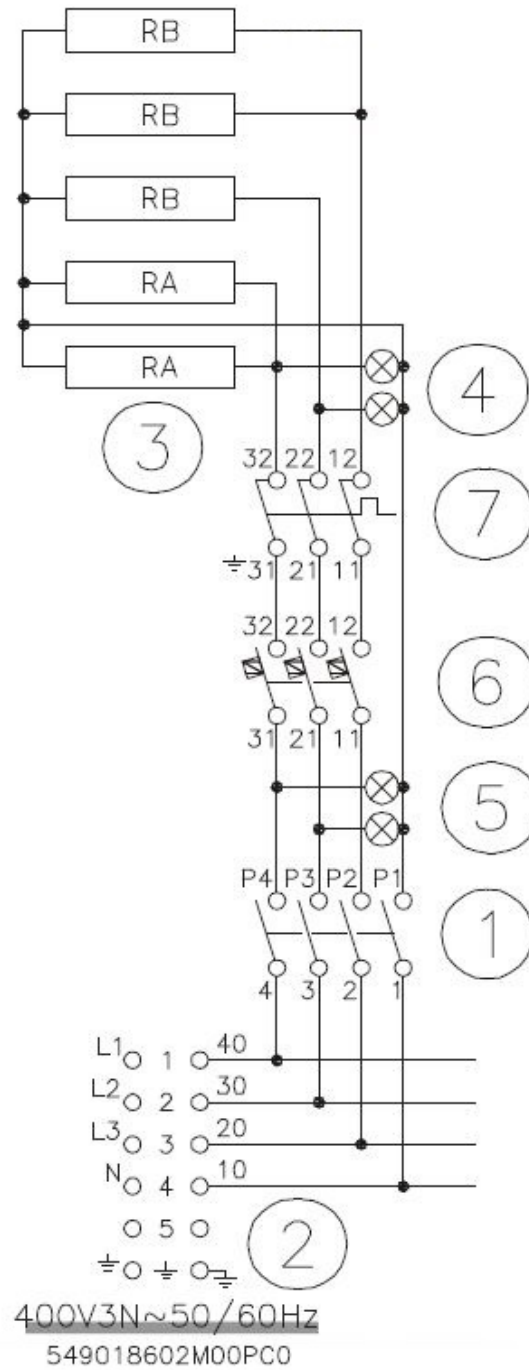 RB
RB
RB
RA
RA
4
3
32 22 12
7
31 21 11
32 22 12
6
31 21 11
5
P4 P3 P2 P1
1
4 3 2 1
L1 1 40
L2 2 30
L3 3 20
N 4 10
5
2
400V3N~50/60Hz
549018602M00PC0